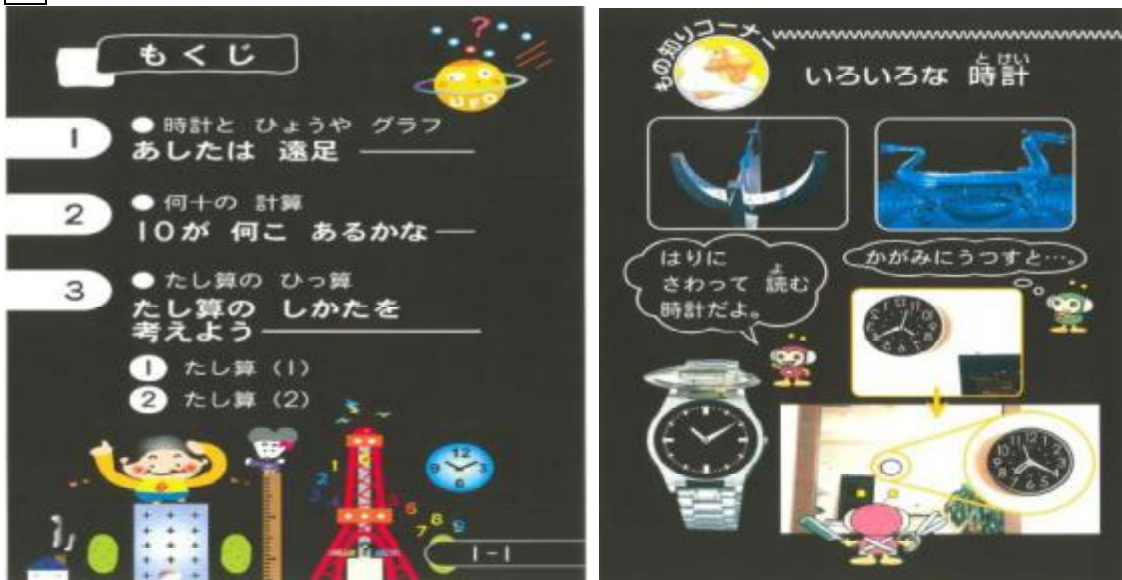 もくじ
?
UFO
1
● 時計と ひょうや グラフ
あしたは 遠足
2
● 何十の 計算
10が 何こ あるかな
3
● たし算の ひっ算
たし算の しかたを
考えよう
1 たし算 (1)
2 たし算 (2)
12
9 3
6
1-1
もの知りコーナー
いろいろな 時計
とけい
はりに
さわって 読む
よ
時計だよ。
かがみにうつすと…。